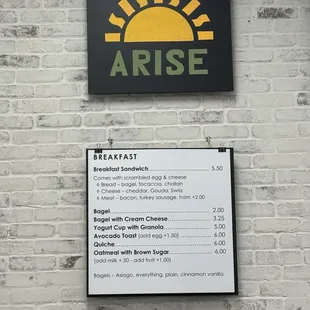 ARISE
BREAKFAST
Breakfast Sandwich 5.50
Comes with scrambled egg & cheese
Bread – bagel, focaccia, challah
Cheese – cheddar, Gouda, Swiss
Meat – bacon, turkey sausage, ham +2.00
Bagel 2.00
Bagel with Cream Cheese 3.25
Yogurt Cup with Granola 5.00
Avocado Toast (add egg +1.50) 6.00
Quiche 6.00
Oatmeal with Brown Sugar 6.00
(add milk +.50 - add fruit +1.00)
Bagels – Asiago, everything, plain, cinnamon vanilla